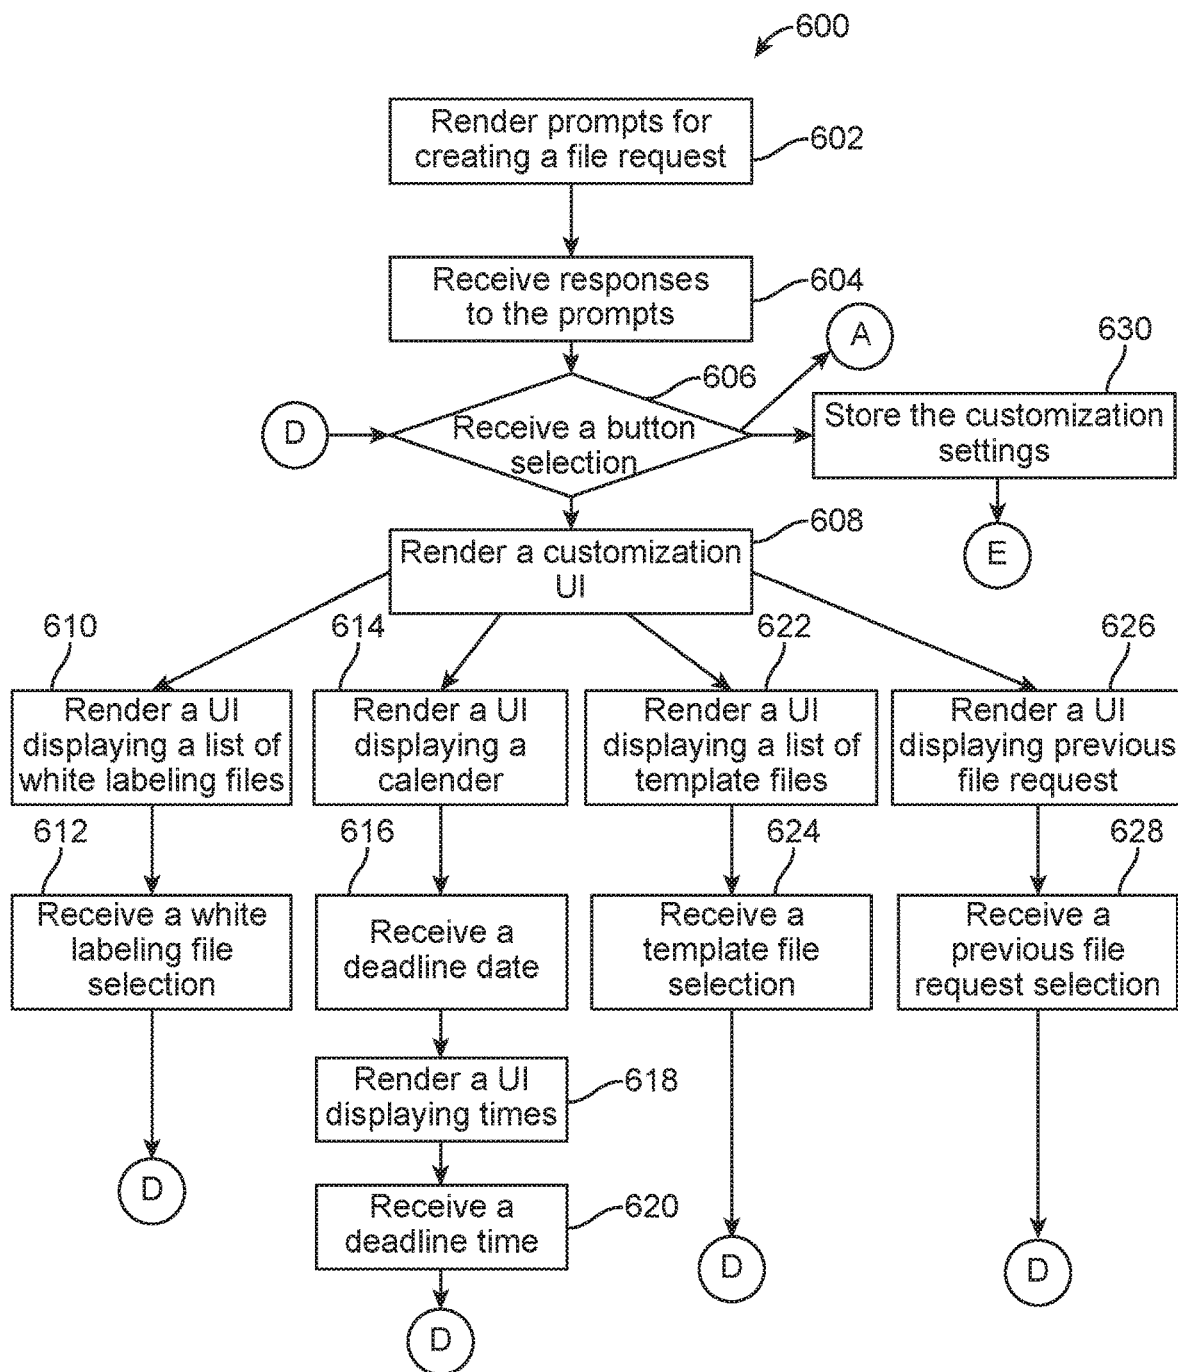 600
Render prompts for
creating a file request
602
Receive responses
to the prompts
604
A
630
606
D
Receive a button
selection
Store the customization
settings
608
Render a customization
UI
E
610
614
622
626
Render a UI
displaying a list of
white labeling files
Render a UI
displaying a
calender
Render a UI
displaying a list of
template files
Render a UI
displaying previous
file request
612
616
624
628
Receive a white
labeling file
selection
Receive a
deadline date
Receive a
template file
selection
Receive a
previous file
request selection
Render a UI
displaying times
618
D
Receive a
deadline time
620
D
D
D